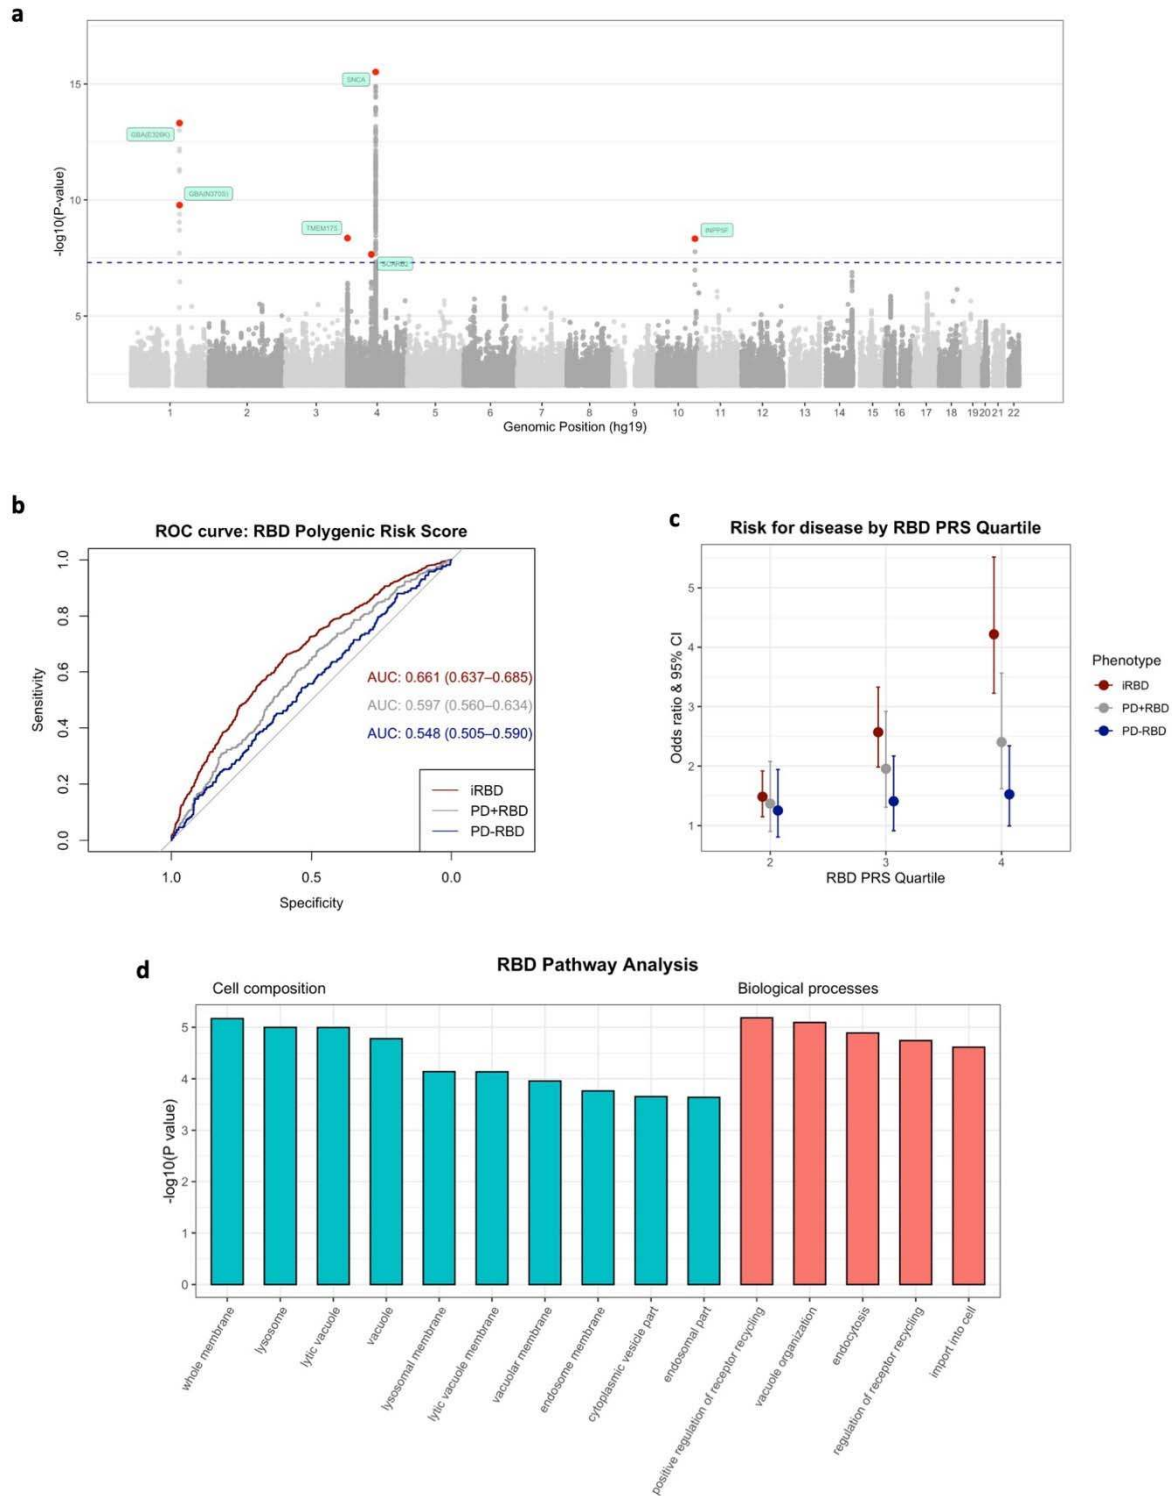 a
15
10
5
-log10(P-value)
SNCA
GBA(E326K)
GBA(N370S)
TMEM175
SCARB2
INPP5F
1 2 3 4 5 6 7 8 9 10 11 12 13 14 15 16 17 18 19 20 21 22
Genomic Position (hg19)
b
ROC curve: RBD Polygenic Risk Score
Sensitivity
1.0
0.8
0.6
0.4
0.2
0.0
AUC: 0.661 (0.637–0.685)
AUC: 0.597 (0.560–0.634)
AUC: 0.548 (0.505–0.590)
iRBD
PD+RBD
PD-RBD
1.0 0.5 0.0
Specificity
c
Risk for disease by RBD PRS Quartile
Odds ratio & 95% CI
5
4
3
2
1
2 3 4
RBD PRS Quartile
Phenotype
iRBD
PD+RBD
PD-RBD
d
RBD Pathway Analysis
Cell composition
Biological processes
-log10(P value)
5
4
3
2
1
0
whole membrane
lysosome
lytic vacuole
vacuole
lysosomal membrane
lytic vacuole membrane
vacuolar membrane
endosome membrane
cytoplasmic vesicle part
endosomal part
positive regulation of receptor recycling
vacuole organization
endocytosis
regulation of receptor recycling
import into cell